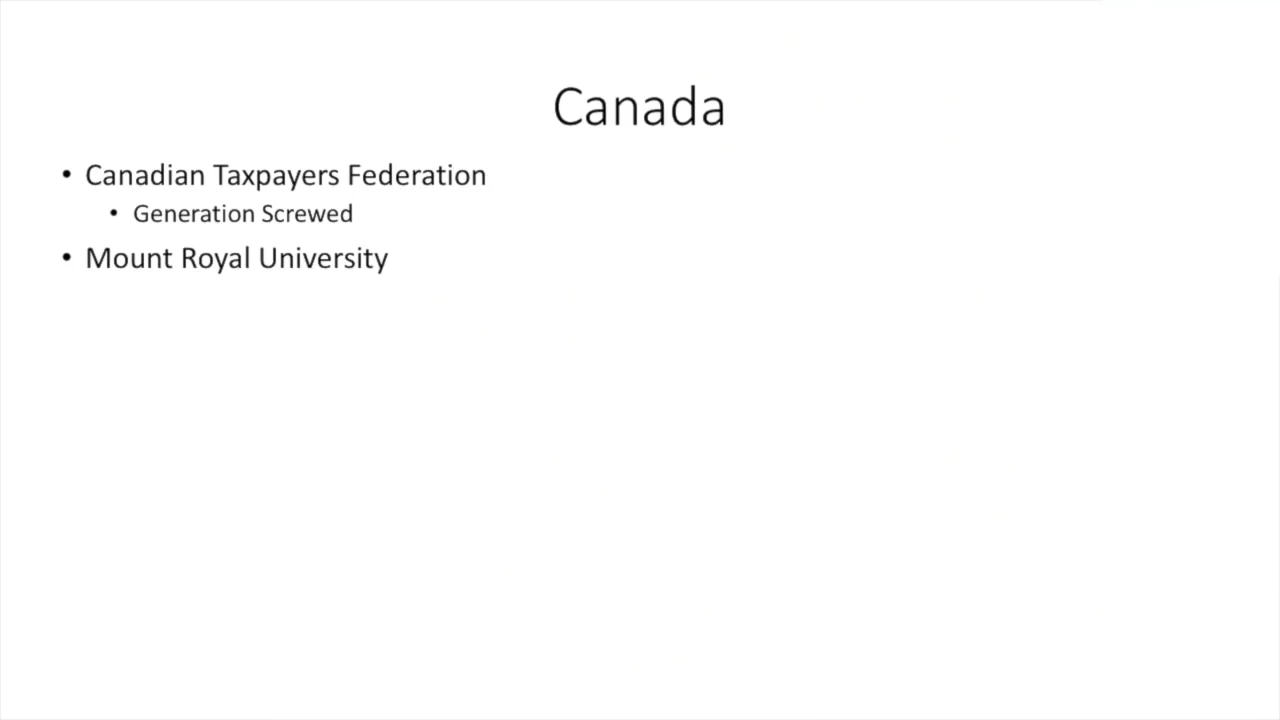 Canada
• Canadian Taxpayers Federation
• Generation Screwed
• Mount Royal University